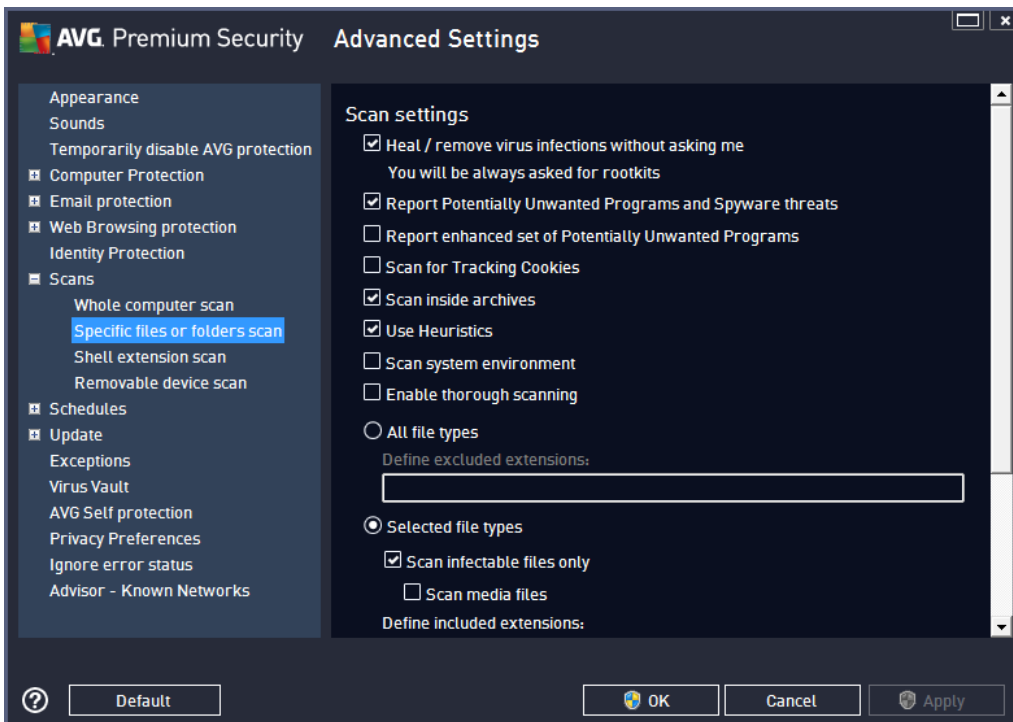 AVG. Premium Security Advanced Settings
Appearance
Sounds
Temporarily disable AVG protection
Computer Protection
Email protection
Web Browsing protection
Identity Protection
Scans
Whole computer scan
Specific files or folders scan
Shell extension scan
Removable device scan
Schedules
Update
Exceptions
Virus Vault
AVG Self protection
Privacy Preferences
Ignore error status
Advisor - Known Networks
Scan settings
Heal / remove virus infections without asking me
You will be always asked for rootkits
Report Potentially Unwanted Programs and Spyware threats
Report enhanced set of Potentially Unwanted Programs
Scan for Tracking Cookies
Scan inside archives
Use Heuristics
Scan system environment
Enable thorough scanning
All file types
Define excluded extensions:
Selected file types
Scan infectable files only
Scan media files
Define included extensions:
? Default OK Cancel Apply